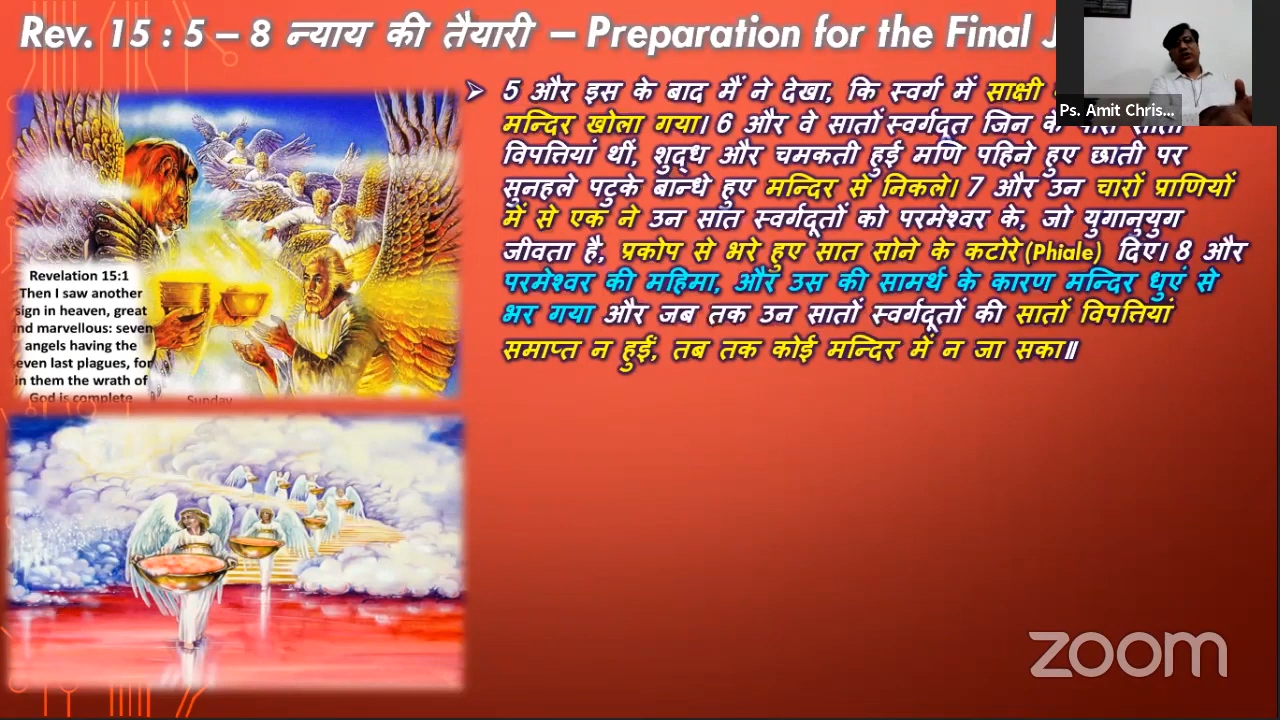 Rev. 15 : 5 – 8 न्याय की तैयारी – Preparation for the Final
Ps. Amit Chris...
5 और इस के बाद मैं ने देखा, कि स्वर्ग में साक्षी
मन्दिर खोला गया। 6 और वे सातों स्वर्गदूत जिन के पास सातों
विपत्तियां थीं, शुद्ध और चमकती हुई मणि पहिने हुए छाती पर
सुनहले पटुके बान्धे हुए मन्दिर से निकले। 7 और उन चारों प्राणियों
में से एक ने उन सात स्वर्गदूतों को परमेश्वर के, जो युगानुयुग
जीवता है, प्रकोप से भरे हुए सात सोने के कटोरे (Phiale) दिए। 8 और
परमेश्वर की महिमा, और उस की सामर्थ के कारण मन्दिर धुएं से
भर गया और जब तक उन सातों स्वर्गदूतों की सातों विपत्तियां
समाप्त न हुईं, तब तक कोई मन्दिर में न जा सका॥
Revelation 15:1
Then I saw another
sign in heaven, great
nd marvellous: seven
angels having the
even last plagues, for
in them the wrath of
God is complete
Sunday
zoom